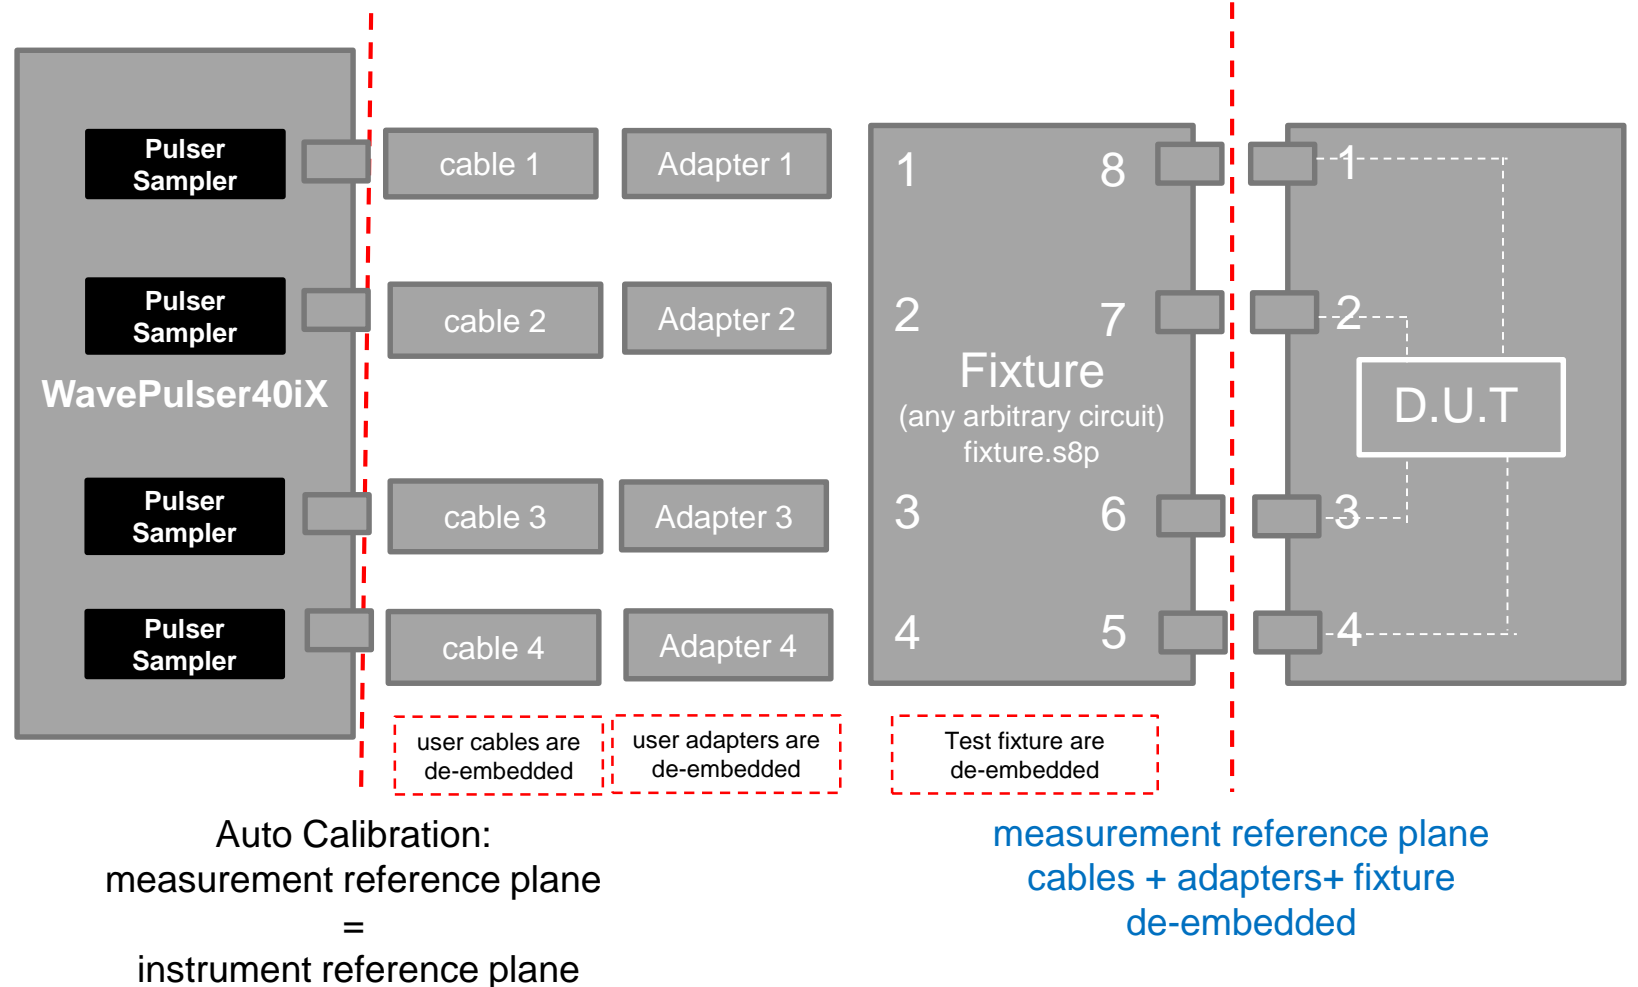 Pulser
Sampler
cable 1
Adapter 1
1
8
1
Pulser
Sampler
cable 2
Adapter 2
2
7
2
WavePulser40iX
Fixture
(any arbitrary circuit)
fixture.s8p
D.U.T
Pulser
Sampler
cable 3
Adapter 3
3
6
3
Pulser
Sampler
cable 4
Adapter 4
4
5
4
user cables are
de-embedded
user adapters are
de-embedded
Test fixture are
de-embedded
Auto Calibration:
measurement reference plane
=
instrument reference plane
measurement reference plane
cables + adapters+ fixture
de-embedded